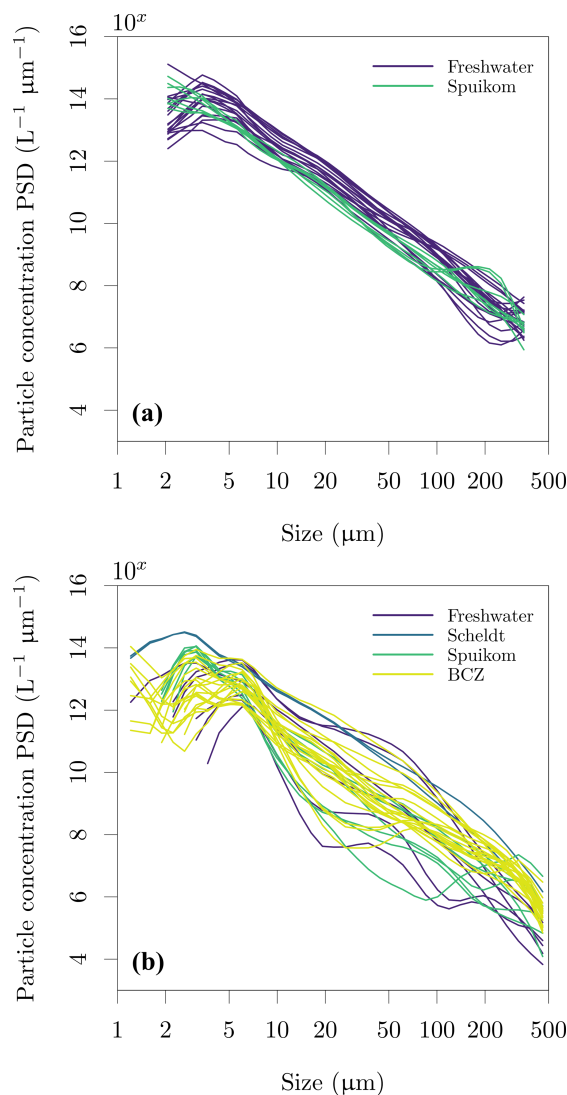 10ˣ
16
14
12
10
8
6
4
Particle concentration PSD (L⁻¹ μm⁻¹)
Freshwater
Spuikom
(a)
1 2 5 10 20 50 100 200 500
Size (μm)
10ˣ
16
14
12
10
8
6
4
Particle concentration PSD (L⁻¹ μm⁻¹)
Freshwater
Scheldt
Spuikom
BCZ
(b)
1 2 5 10 20 50 100 200 500
Size (μm)